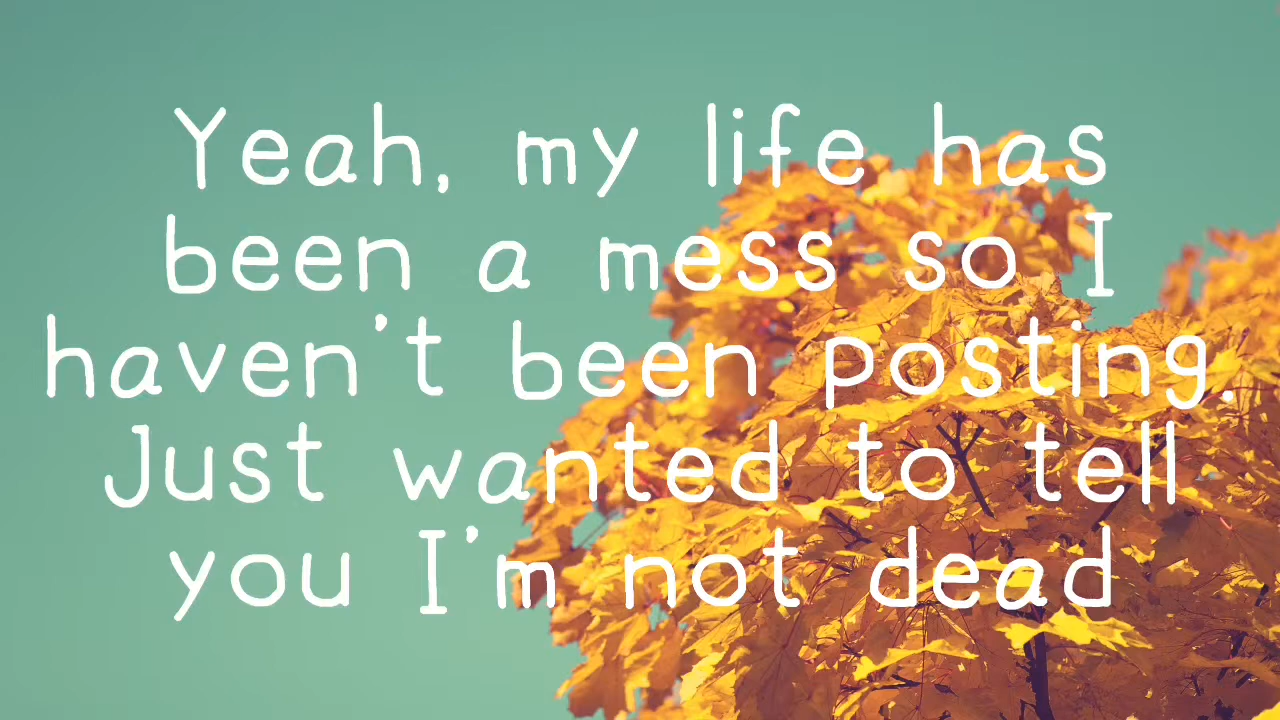 Yeah, my life has
been a mess so I
haven't been posting.
Just wanted to tell
you I'm not dead